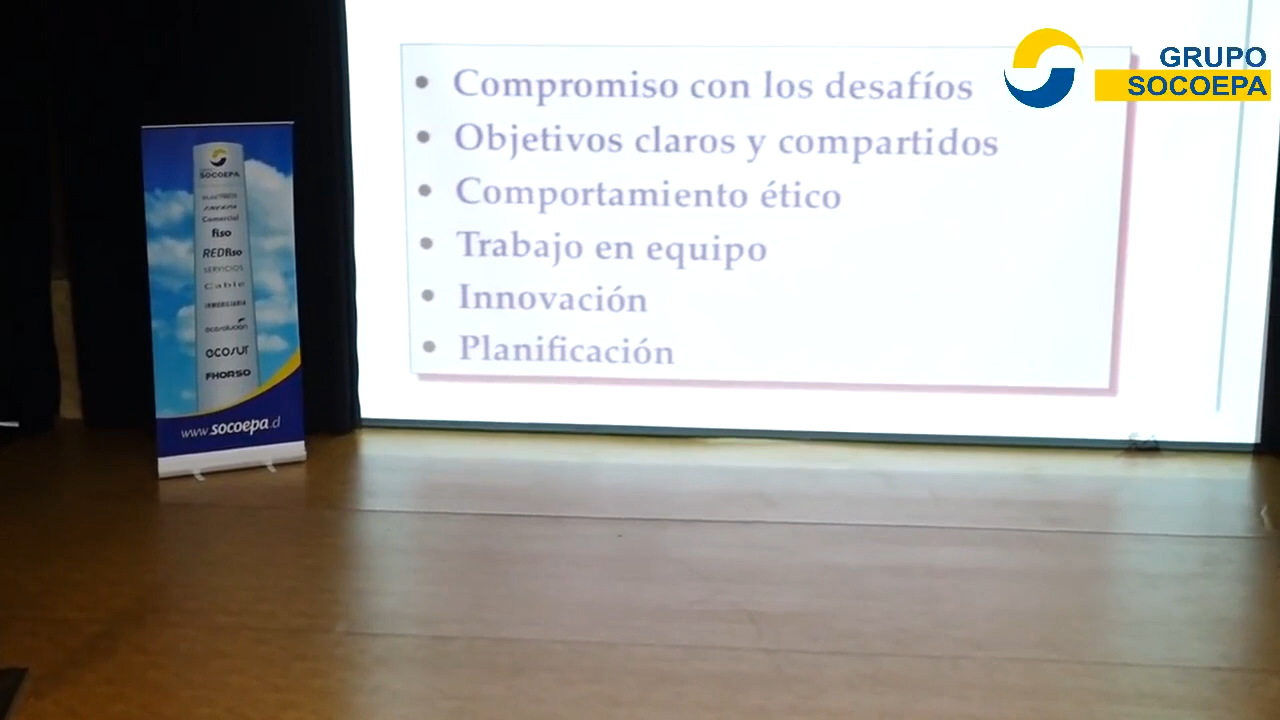 GRUPO
SOCOEPA
• Compromiso con los desafíos
• Objetivos claros y compartidos
• Comportamiento ético
• Trabajo en equipo
• Innovación
• Planificación
SOCOEPA
Comercial
fiso
REDfiso
SERVICIOS
Cable
INMOBILIARIA
ecosolución
ecosur
FHORSO
www.socoepa.cl